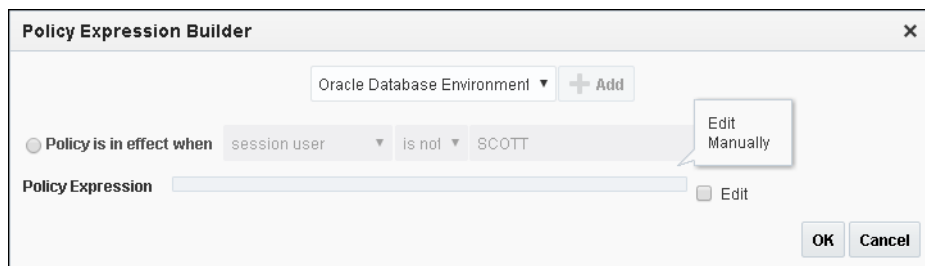 Policy Expression Builder
Oracle Database Environment
Add
Policy is in effect when session user is not SCOTT
Edit
Manually
Policy Expression
Edit
OK Cancel